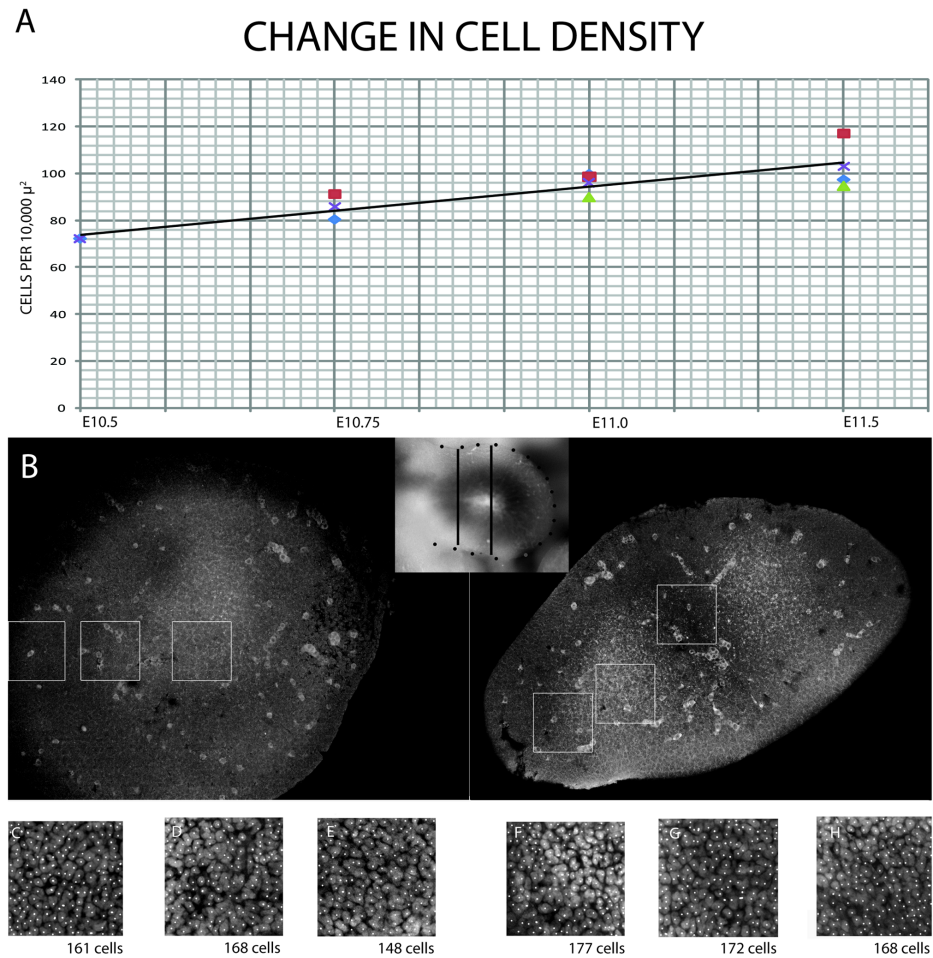 A
CHANGE IN CELL DENSITY
140
120
100
80
60
40
20
0
CELLS PER 10,000 µ²
E10.5 E10.75 E11.0 E11.5
B
C D E F G H
161 cells 168 cells 148 cells 177 cells 172 cells 168 cells